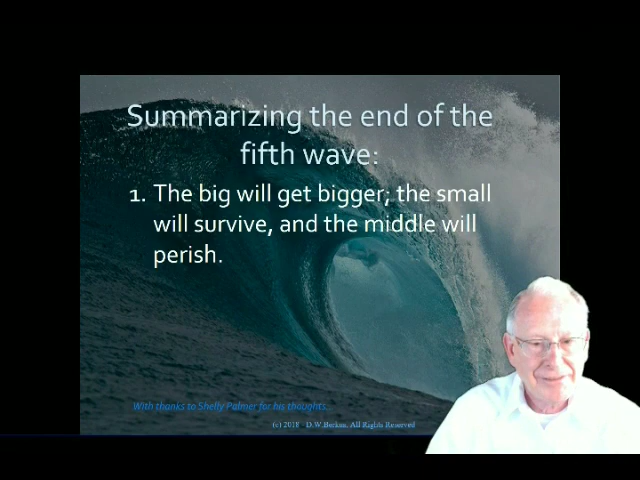 Summarizing the end of the
fifth wave:
1. The big will get bigger; the small
will survive, and the middle will
perish.
With thanks to Shelly Palmer for his thoughts.
(c) 2018 - D.W. Berkus, All Rights Reserved